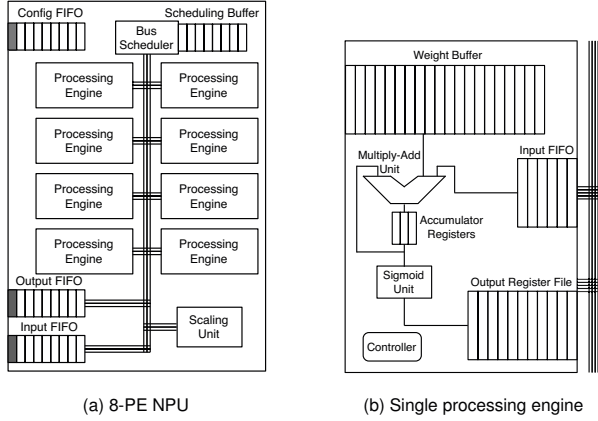 Config FIFO
Scheduling Buffer
Bus
Scheduler
Processing
Engine
Processing
Engine
Processing
Engine
Processing
Engine
Processing
Engine
Processing
Engine
Processing
Engine
Processing
Engine
Output FIFO
Input FIFO
Scaling
Unit
(a) 8-PE NPU
Weight Buffer
Multiply-Add
Unit
Input FIFO
Accumulator
Registers
Sigmoid
Unit
Output Register File
Controller
(b) Single processing engine